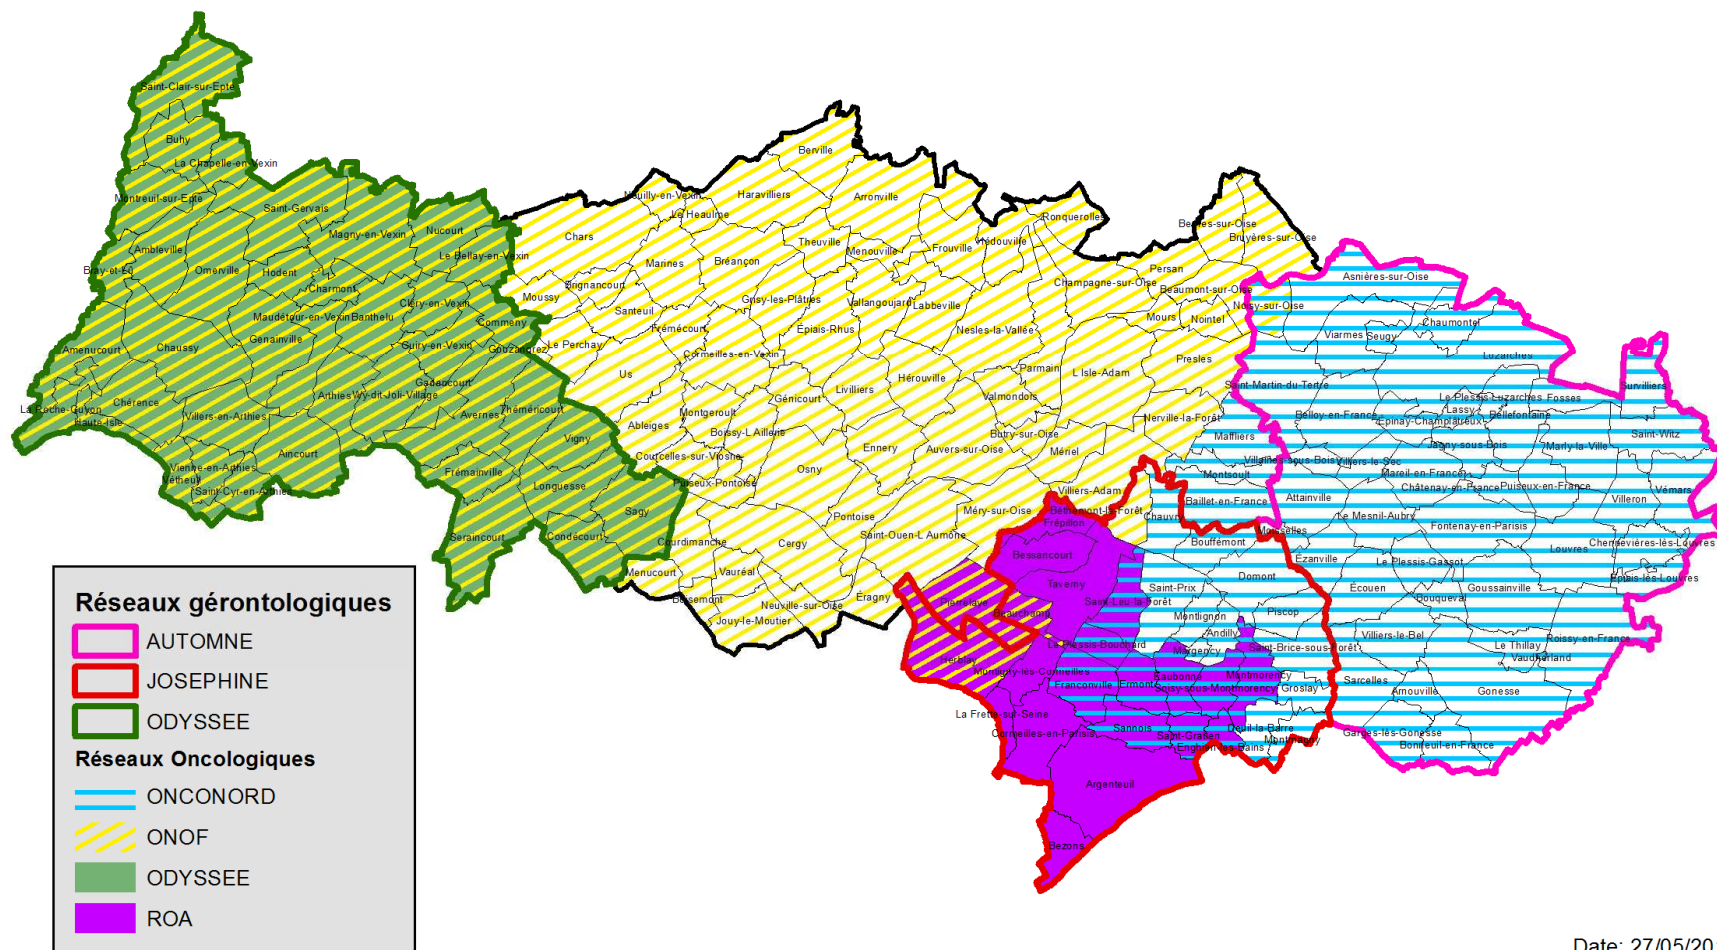 Saint-Clair-sur-Epte
Buhy
La Chapelle-en-Vexin
Montreuil-sur-Epte
Saint-Gervais
Magny-en-Vexin
Nucourt
Le Bellay-en-Vexin
Ambleville
Bray-et-Lû
Omerville
Hodent
Charmont
Cléry-en-Vexin
Maudétour-en-Vexin
Banthelu
Commeny
Genainville
Guiry-en-Vexin
Gouzangrez
Amenucourt
Chaussy
Gadancourt
Chérence
Arthies
Wy-dit-Joli-Village
La Roche-Guyon
Haute-Isle
Villers-en-Arthies
Avernes
Théméricourt
Vigny
Aincourt
Vienne-en-Arthies
Vétheuil
Saint-Cyr-en-Arthies
Frémainville
Longuesse
Sagy
Seraincourt
Condécourt
Berville
Neuilly-en-Vexin
Haravilliers
Arronville
Le Heaulme
Chars
Theuville
Menouville
Frouville
Hédouville
Ronquerolles
Bernes-sur-Oise
Bruyères-sur-Oise
Marines
Bréançon
Persan
Champagne-sur-Oise
Beaumont-sur-Oise
Moussy
Brignancourt
Santeuil
Grisy-les-Plâtres
Vallangoujard
Labbeville
Noisy-sur-Oise
Mours
Nointel
Frémécourt
Épiais-Rhus
Nesles-la-Vallée
Le Perchay
Cormeilles-en-Vexin
Presles
Us
Parmain
L Isle-Adam
Hérouville
Livilliers
Génicourt
Valmondois
Montgeroult
Ableiges
Boissy-L Aillerie
Nerville-la-Forêt
Butry-sur-Oise
Ennery
Auvers-sur-Oise
Mériel
Courcelles-sur-Viosne
Osny
Puiseux-Pontoise
Villiers-Adam
Méry-sur-Oise
Pontoise
Saint-Ouen-L Aumône
Courdimanche
Cergy
Menucourt
Vauréal
Boisemont
Neuville-sur-Oise
Éragny
Jouy-le-Moutier
Asnières-sur-Oise
Viarmes
Seugy
Chaumontel
Luzarches
Saint-Martin-du-Tertre
Survilliers
Le Plessis-Luzarches
Fosses
Lassy
Bellefontaine
Belloy-en-France
Épinay-Champlâtreux
Maffliers
Saint-Witz
Jagny-sous-Bois
Marly-la-Ville
Villaines-sous-Bois
Villiers-le-Sec
Mareil-en-France
Montsoult
Châtenay-en-France
Puiseux-en-France
Baillet-en-France
Attainville
Villeron
Vémars
Béthemont-la-Forêt
Chauvry
Le Mesnil-Aubry
Fontenay-en-Parisis
Frépillon
Moisselles
Bouffémont
Chennevières-lès-Louvres
Louvres
Bessancourt
Ézanville
Le Plessis-Gassot
Domont
Épiais-lès-Louvres
Taverny
Saint-Prix
Écouen
Goussainville
Bouqueval
Pierrelaye
Saint-Leu-la-Forêt
Beauchamp
Montlignon
Piscop
Andilly
Villiers-le-Bel
Roissy-en-France
Le Thillay
Le Plessis-Bouchard
Margency
Saint-Brice-sous-Forêt
Vaudherland
Herblay
Montigny-lès-Cormeilles
Franconville
Ermont
Eaubonne
Montmorency
Soisy-sous-Montmorency
Groslay
Sarcelles
Arnouville
Gonesse
La Frette-sur-Seine
Cormeilles-en-Parisis
Sannois
Saint-Gratien
Deuil-la-Barre
Montmagny
Enghien-les-Bains
Garges-lès-Gonesse
Bonneuil-en-France
Argenteuil
Bezons
Réseaux gérontologiques
AUTOMNE
JOSEPHINE
ODYSSEE
Réseaux Oncologiques
ONCONORD
ONOF
ODYSSEE
ROA
Date: 27/05/20